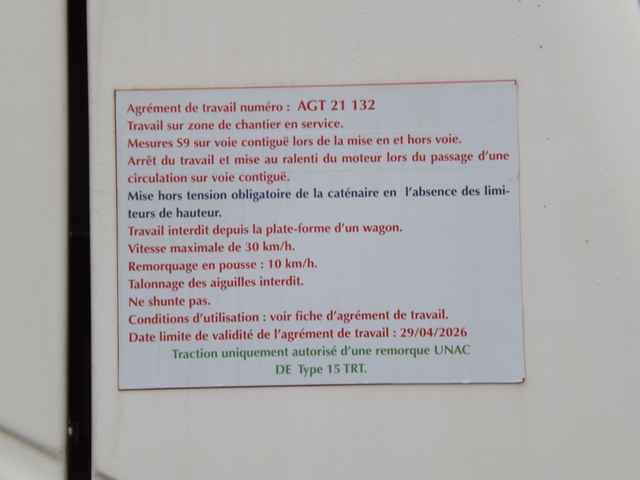 Agrément de travail numéro : AGT 21 132
Travail sur zone de chantier en service.
Mesures S9 sur voie contiguë lors de la mise en et hors voie.
Arrêt du travail et mise au ralenti du moteur lors du passage d'une
circulation sur voie contiguë.
Mise hors tension obligatoire de la caténaire en l'absence des limi-
teurs de hauteur.
Travail interdit depuis la plate-forme d'un wagon.
Vitesse maximale de 30 km/h.
Remorquage en pousse : 10 km/h.
Talonnage des aiguilles interdit.
Ne shunte pas.
Conditions d'utilisation : voir fiche d'agrément de travail.
Date limite de validité de l'agrément de travail : 29/04/2026
Traction uniquement autorisé d'une remorque UNAC
DE Type 15 TRT.